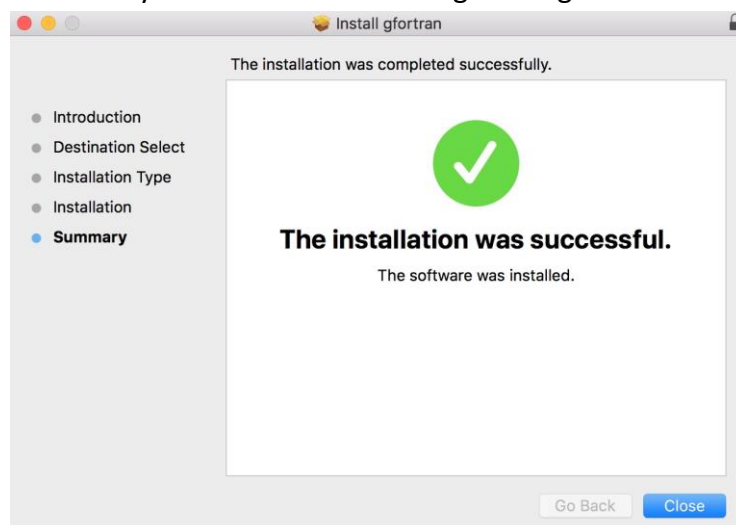 Install gfortran
The installation was completed successfully.
Introduction
Destination Select
Installation Type
Installation
Summary
The installation was successful.
The software was installed.
Go Back
Close